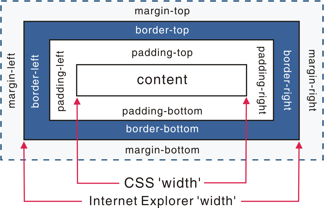 margin-top
border-top
padding-top
margin-left
border-left
padding-left
content
padding-right
border-right
margin-right
padding-bottom
border-bottom
margin-bottom
CSS 'width'
Internet Explorer 'width'